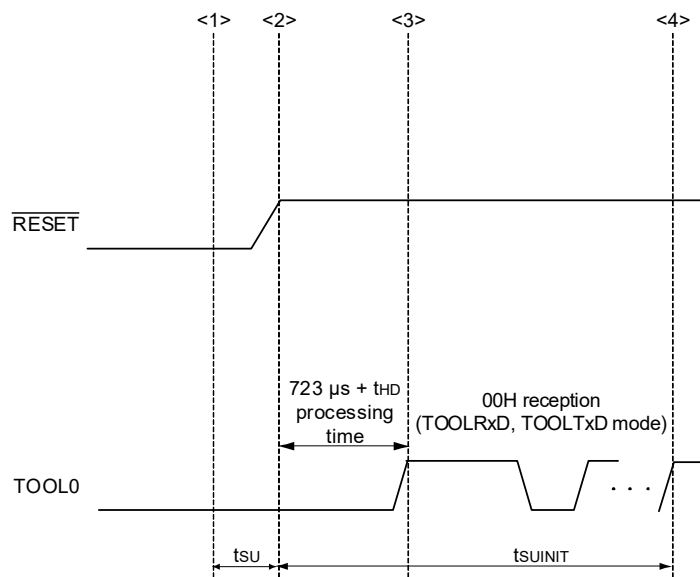 <1> <2> <3> <4>
RESET
723 µs + tHD
processing
time
00H reception
(TOOLRxD, TOOLTxD mode)
TOOL0
. . .
tSU tSUINIT